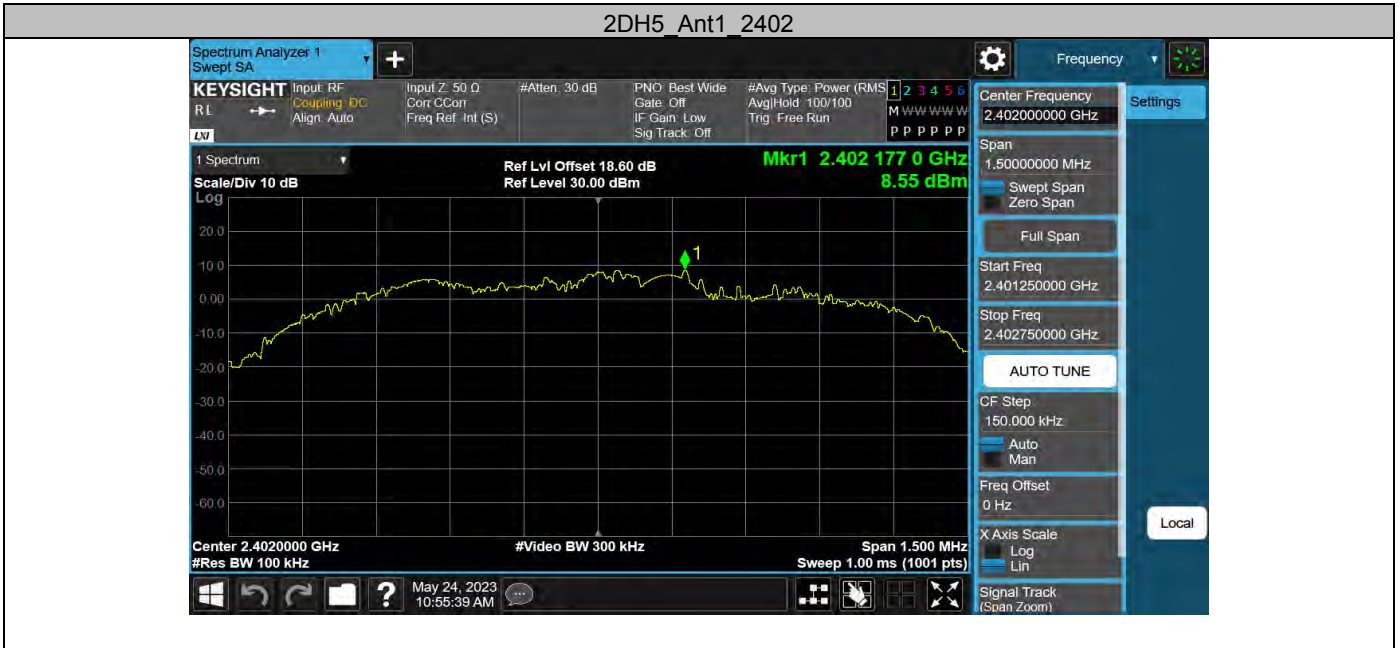 2DH5_Ant1_2402
Spectrum Analyzer 1
Swept SA
+
Frequency
KEYSIGHT
RL
LXI
Input: RF
Coupling: DC
Align: Auto
Input Z: 50 Ω
Corr CCorr
Freq Ref: Int (S)
#Atten: 30 dB
PNO: Best Wide
Gate: Off
IF Gain: Low
Sig Track: Off
#Avg Type: Power (RMS
Avg|Hold: 100/100
Trig: Free Run
1 2 3 4 5 6
M W W W W W
P P P P P P
1 Spectrum
Scale/Div 10 dB
Ref Lvl Offset 18.60 dB
Ref Level 30.00 dBm
Mkr1 2.402 177 0 GHz
8.55 dBm
Log
20.0
10.0
0.00
-10.0
-20.0
-30.0
-40.0
-50.0
-60.0
1
Center 2.4020000 GHz
#Res BW 100 kHz
#Video BW 300 kHz
Span 1.500 MHz
Sweep 1.00 ms (1001 pts)
Center Frequency
2.402000000 GHz
Settings
Span
1.50000000 MHz
Swept Span
Zero Span
Full Span
Start Freq
2.401250000 GHz
Stop Freq
2.402750000 GHz
AUTO TUNE
CF Step
150.000 kHz
Auto
Man
Freq Offset
0 Hz
X Axis Scale
Log
Lin
Local
Signal Track
(Span Zoom)
?
May 24, 2023
10:55:39 AM